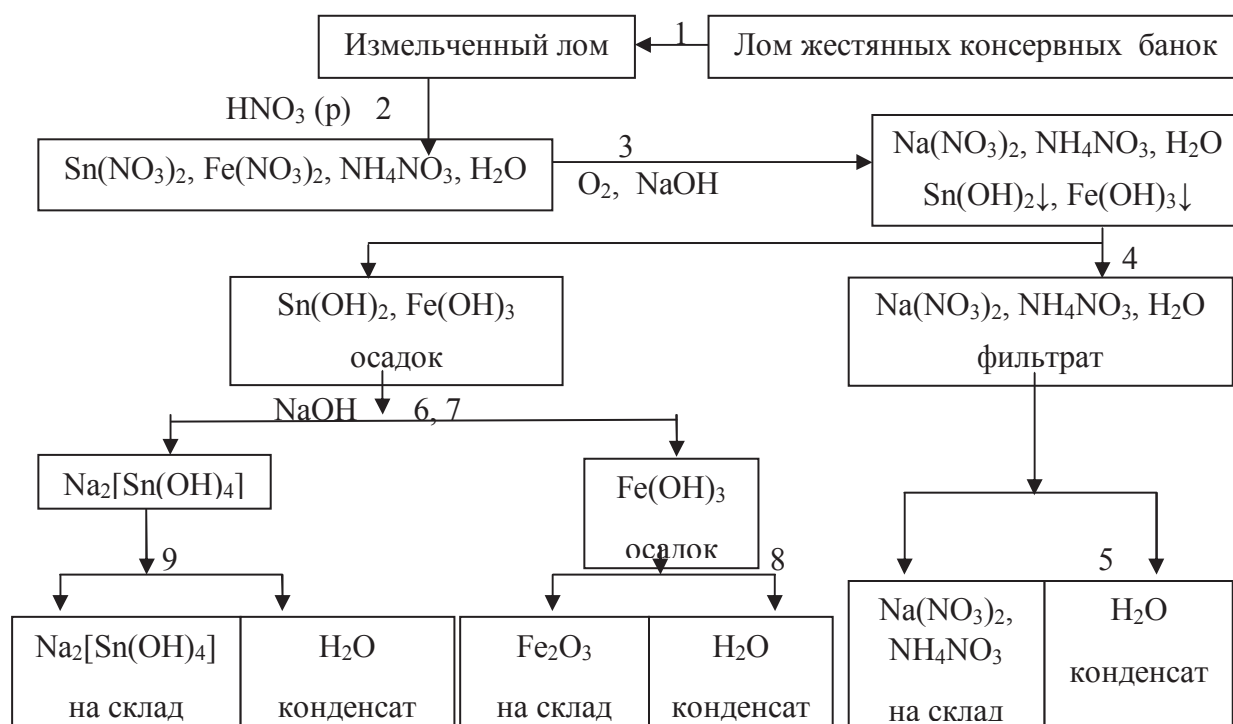 Измельченный лом
1
Лом жестянных консервных банок
HNO₃ (р) 2
Sn(NO₃)₂, Fe(NO₃)₂, NH₄NO₃, H₂O
3
O₂, NaOH
Na(NO₃)₂, NH₄NO₃, H₂O
Sn(OH)₂↓, Fe(OH)₃↓
4
Sn(OH)₂, Fe(OH)₃
осадок
Na(NO₃)₂, NH₄NO₃, H₂O
фильтрат
NaOH 6, 7
Na₂[Sn(OH)₄]
Fe(OH)₃
осадок
9
8
5
Na₂[Sn(OH)₄]
на склад
H₂O
конденсат
Fe₂O₃
на склад
H₂O
конденсат
Na(NO₃)₂,
NH₄NO₃
на склад
H₂O
конденсат